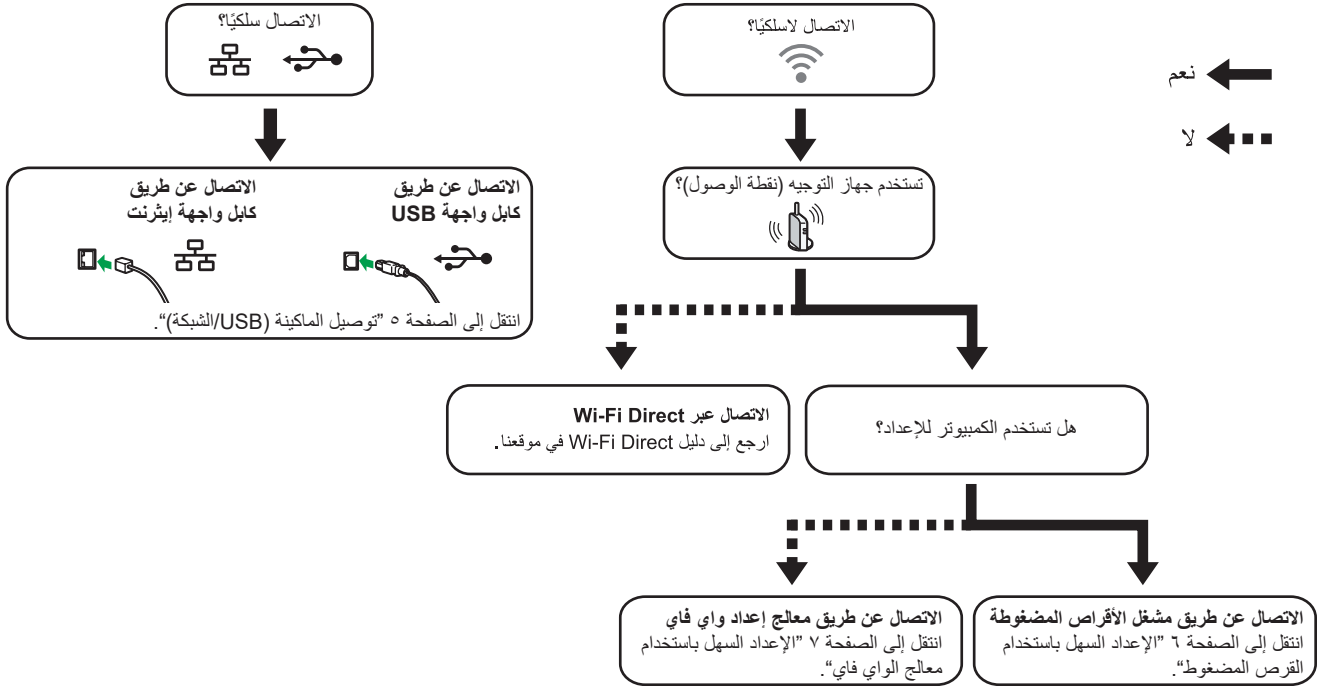 نعم
لا
الاتصال لاسلكيًا؟
تستخدم جهاز التوجيه (نقطة الوصول)؟
هل تستخدم الكمبيوتر للإعداد؟
الاتصال عن طريق مشغل الأقراص المضغوطة
انتقل إلى الصفحة ٦ ”الإعداد السهل باستخدام
القرص المضغوط“.
الاتصال عن طريق معالج إعداد واي فاي
انتقل إلى الصفحة ٧ ”الإعداد السهل باستخدام
معالج الواي فاي“.
الاتصال عبر Wi-Fi Direct
ارجع إلى دليل Wi-Fi Direct في موقعنا.
الاتصال سلكيًا؟
الاتصال عن طريق
كابل واجهة USB
الاتصال عن طريق
كابل واجهة إيثرنت
انتقل إلى الصفحة ٥ ”توصيل الماكينة (USB/الشبكة)“.